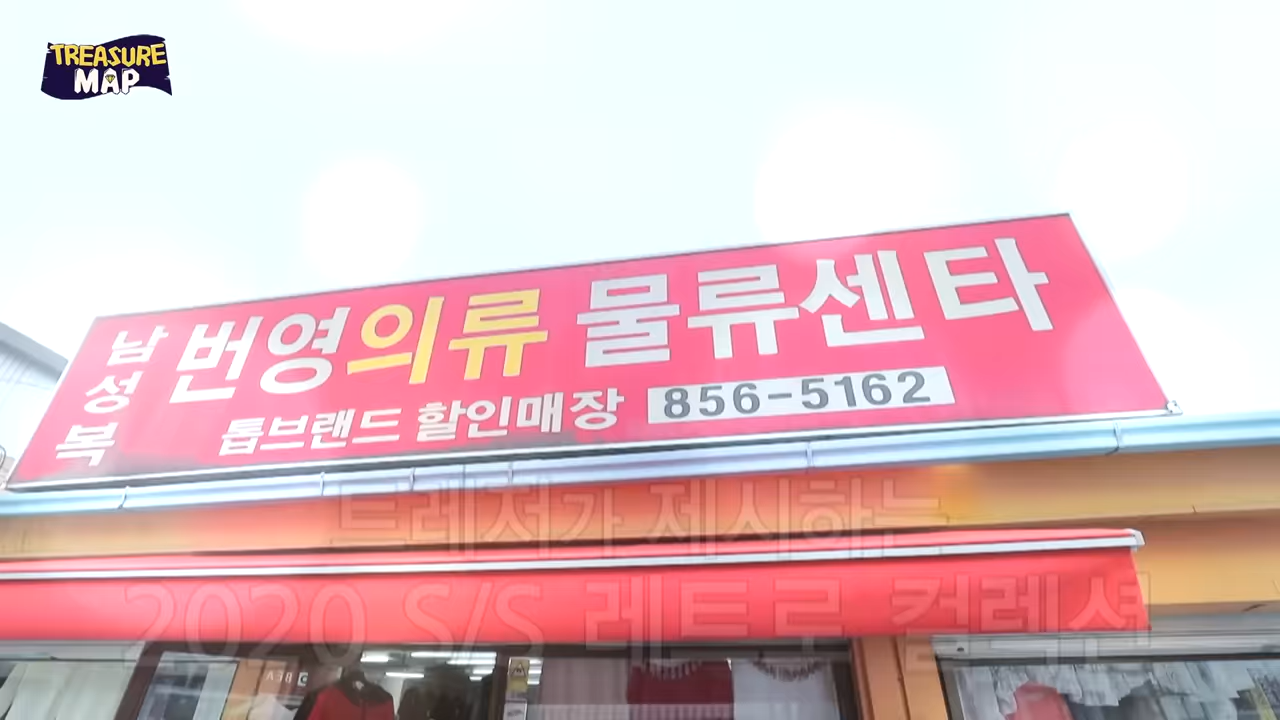 TREASURE
MAP
남성복
번영의류 물류센타
톱브랜드 할인매장 856-5162
트레저가 제시하는
2020 S/S 레트로 컬렉션